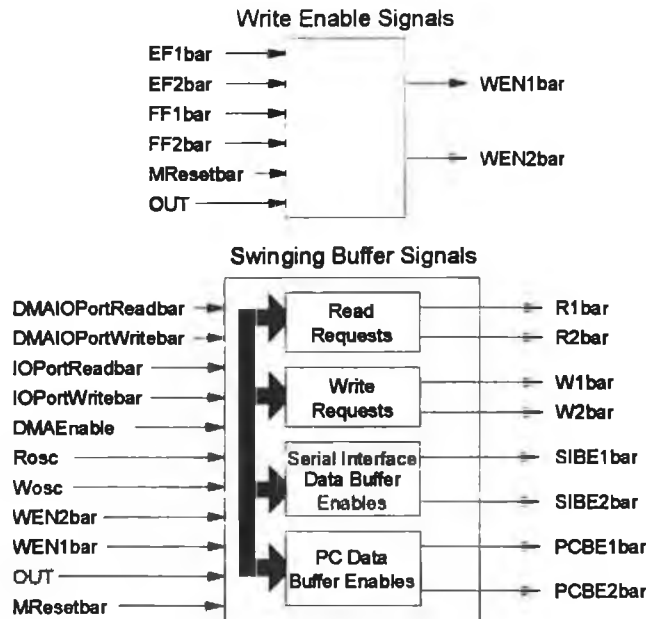 Write Enable Signals
EF1bar
EF2bar
FF1bar
FF2bar
MResetbar
OUT
WEN1bar
WEN2bar
Swinging Buffer Signals
DMAIOPortReadbar
DMAIOPortWritebar
IOPortReadbar
IOPortWritebar
DMAEnable
Rosc
Wosc
WEN2bar
WEN1bar
OUT
MResetbar
Read
Requests
Write
Requests
Serial Interface
Data Buffer
Enables
PC Data
Buffer Enables
R1bar
R2bar
W1bar
W2bar
SIBE1bar
SIBE2bar
PCBE1bar
PCBE2bar